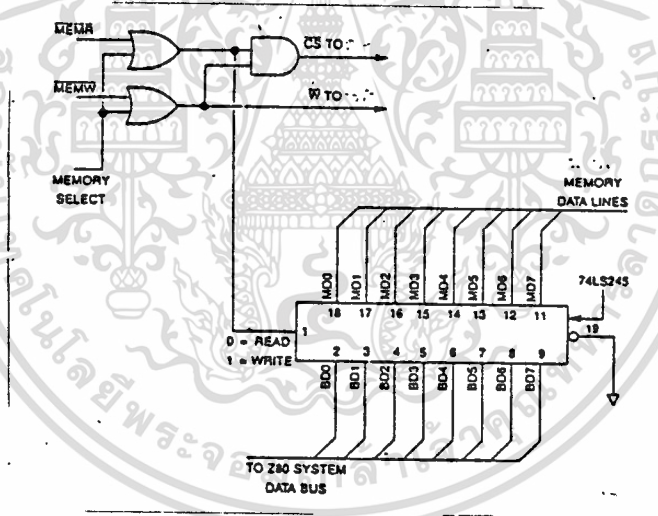 MEMR
CS TO
MEMW
W TO
MEMORY
SELECT
MEMORY
DATA LINES
MD0 MD1 MD2 MD3 MD4 MD5 MD6 MD7
74LS245
18 17 16 15 14 13 12 11
1
19
0 = READ
1 = WRITE
2 3 4 5 6 7 8 9
BD0 BD1 BD2 BD3 BD4 BD5 BD6 BD7
TO Z80 SYSTEM
DATA BUS